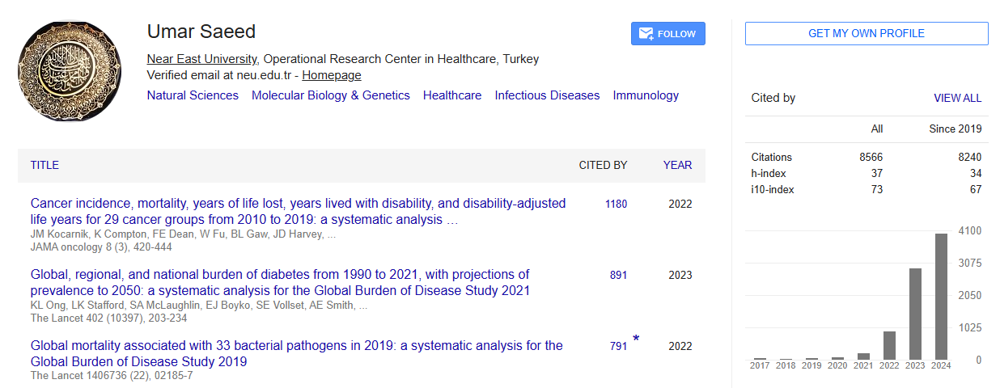 Umar Saeed
FOLLOW
Near East University, Operational Research Center in Healthcare, Turkey
Verified email at neu.edu.tr - Homepage
Natural Sciences Molecular Biology & Genetics Healthcare Infectious Diseases Immunology
TITLE CITED BY YEAR
Cancer incidence, mortality, years of life lost, years lived with disability, and disability-adjusted 1180 2022
life years for 29 cancer groups from 2010 to 2019: a systematic analysis …
JM Kocarnik, K Compton, FE Dean, W Fu, BL Gaw, JD Harvey, ...
JAMA oncology 8 (3), 420-444
Global, regional, and national burden of diabetes from 1990 to 2021, with projections of 891 2023
prevalence to 2050: a systematic analysis for the Global Burden of Disease Study 2021
KL Ong, LK Stafford, SA McLaughlin, EJ Boyko, SE Vollset, AE Smith, ...
The Lancet 402 (10397), 203-234
Global mortality associated with 33 bacterial pathogens in 2019: a systematic analysis for the 791 * 2022
Global Burden of Disease Study 2019
The Lancet 1406736 (22), 02185-7
GET MY OWN PROFILE
Cited by VIEW ALL
All Since 2019
Citations 8566 8240
h-index 37 34
i10-index 73 67
4100
3075
2050
1025
0
2017 2018 2019 2020 2021 2022 2023 2024